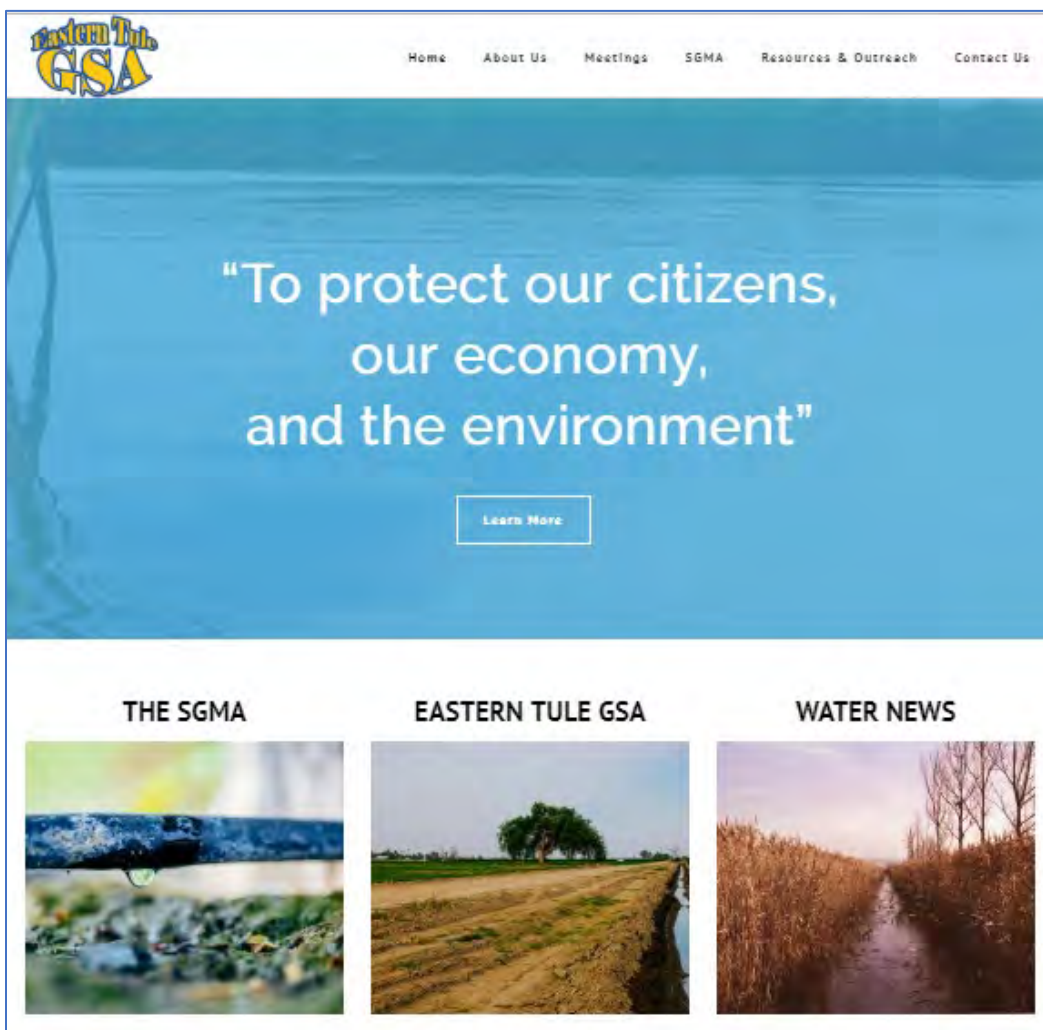 Eastern Tule
GSA
Home About Us Meetings SGMA Resources & Outreach Contact Us
“To protect our citizens,
our economy,
and the environment”
Learn More
THE SGMA EASTERN TULE GSA WATER NEWS